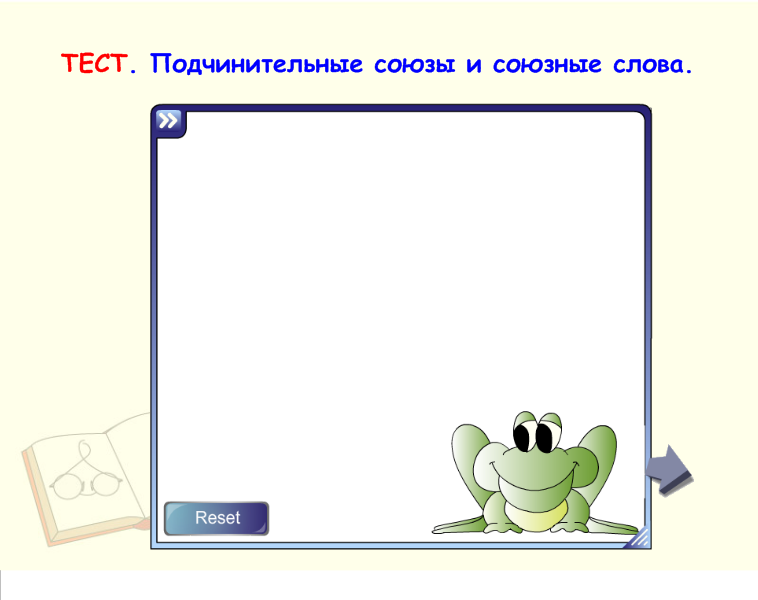 ТЕСТ. Подчинительные союзы и союзные слова.
Reset